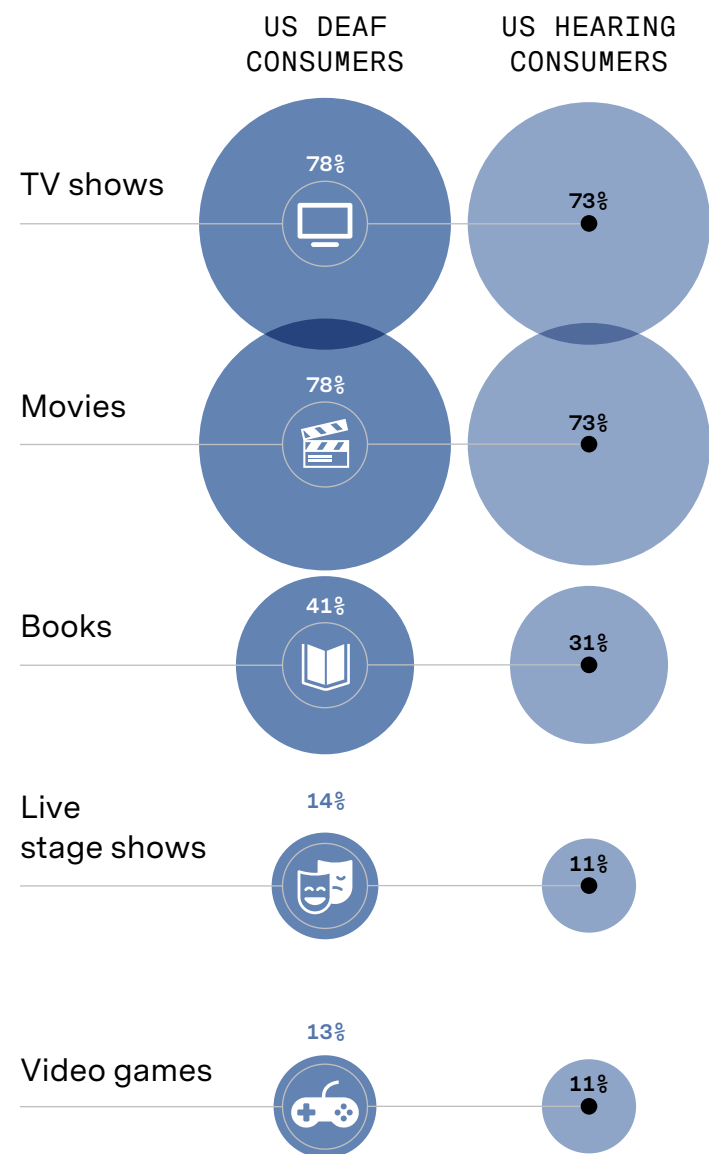 US DEAF
CONSUMERS
US HEARING
CONSUMERS
TV shows
78%
73%
Movies
78%
73%
Books
41%
31%
Live
stage shows
14%
11%
Video games
13%
11%